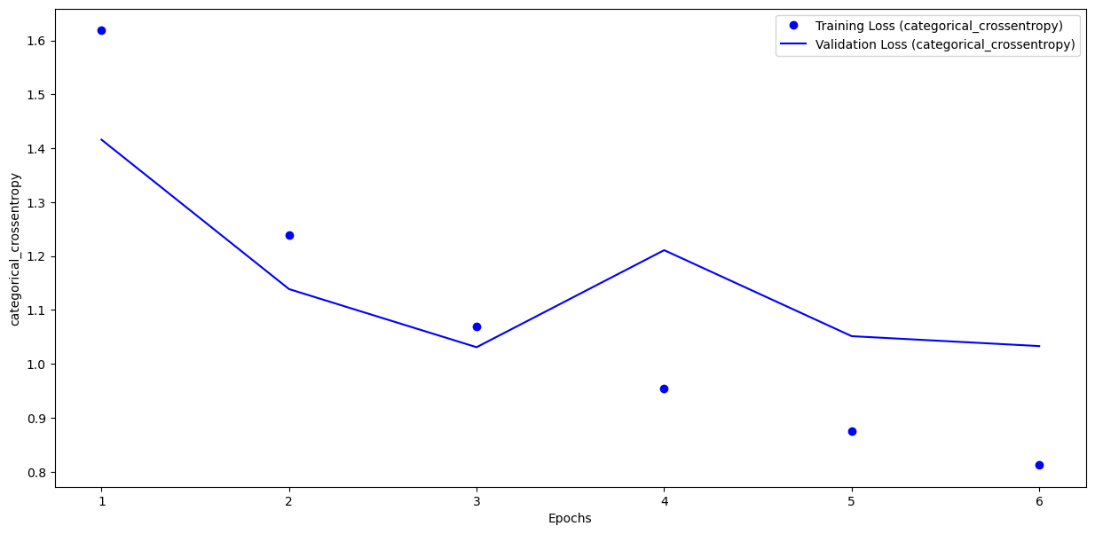 Training Loss (categorical_crossentropy)
Validation Loss (categorical_crossentropy)
categorical_crossentropy
1.6
1.5
1.4
1.3
1.2
1.1
1.0
0.9
0.8
1 2 3 4 5 6
Epochs